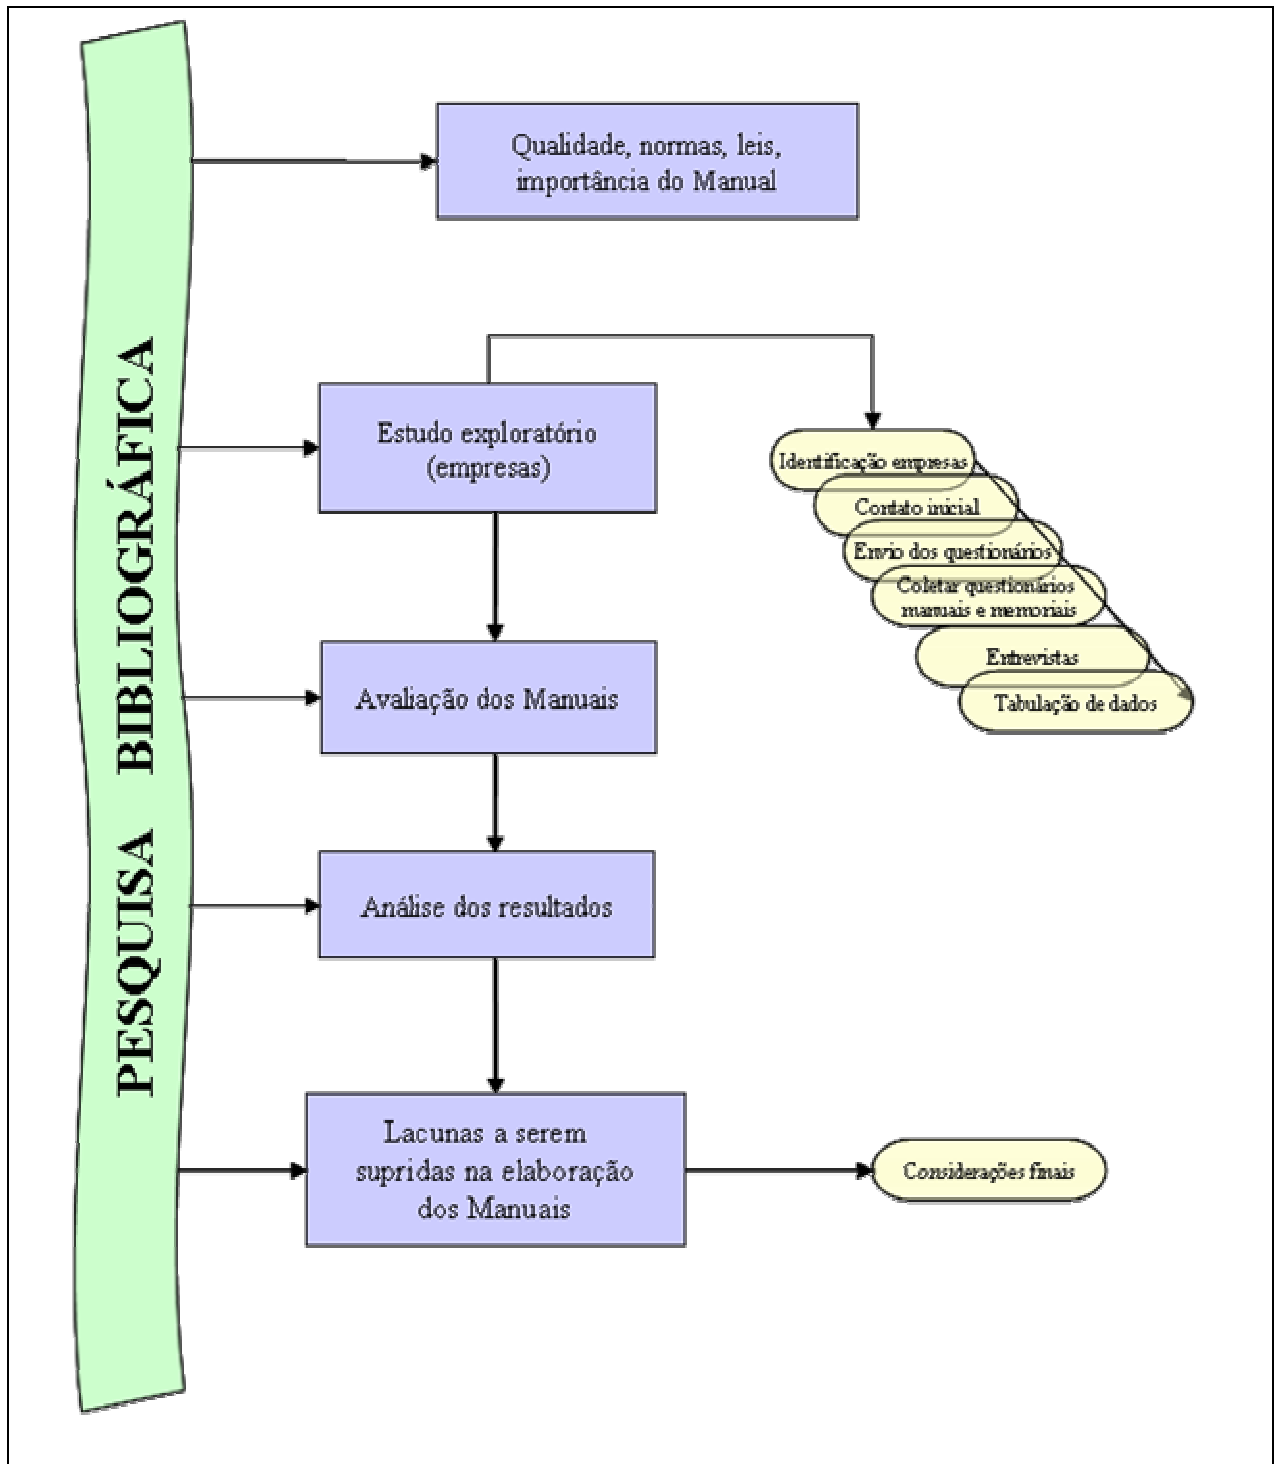 PESQUISA BIBLIOGRÁFICA
Qualidade, normas, leis,
importância do Manual
Estudo exploratório
(empresas)
Identificação empresas
Contato inicial
Envio dos questionários
Coletar questionários
manuais e memoriais
Entrevistas
Tabulação de dados
Avaliação dos Manuais
Análise dos resultados
Lacunas a serem
supridas na elaboração
dos Manuais
Considerações finais